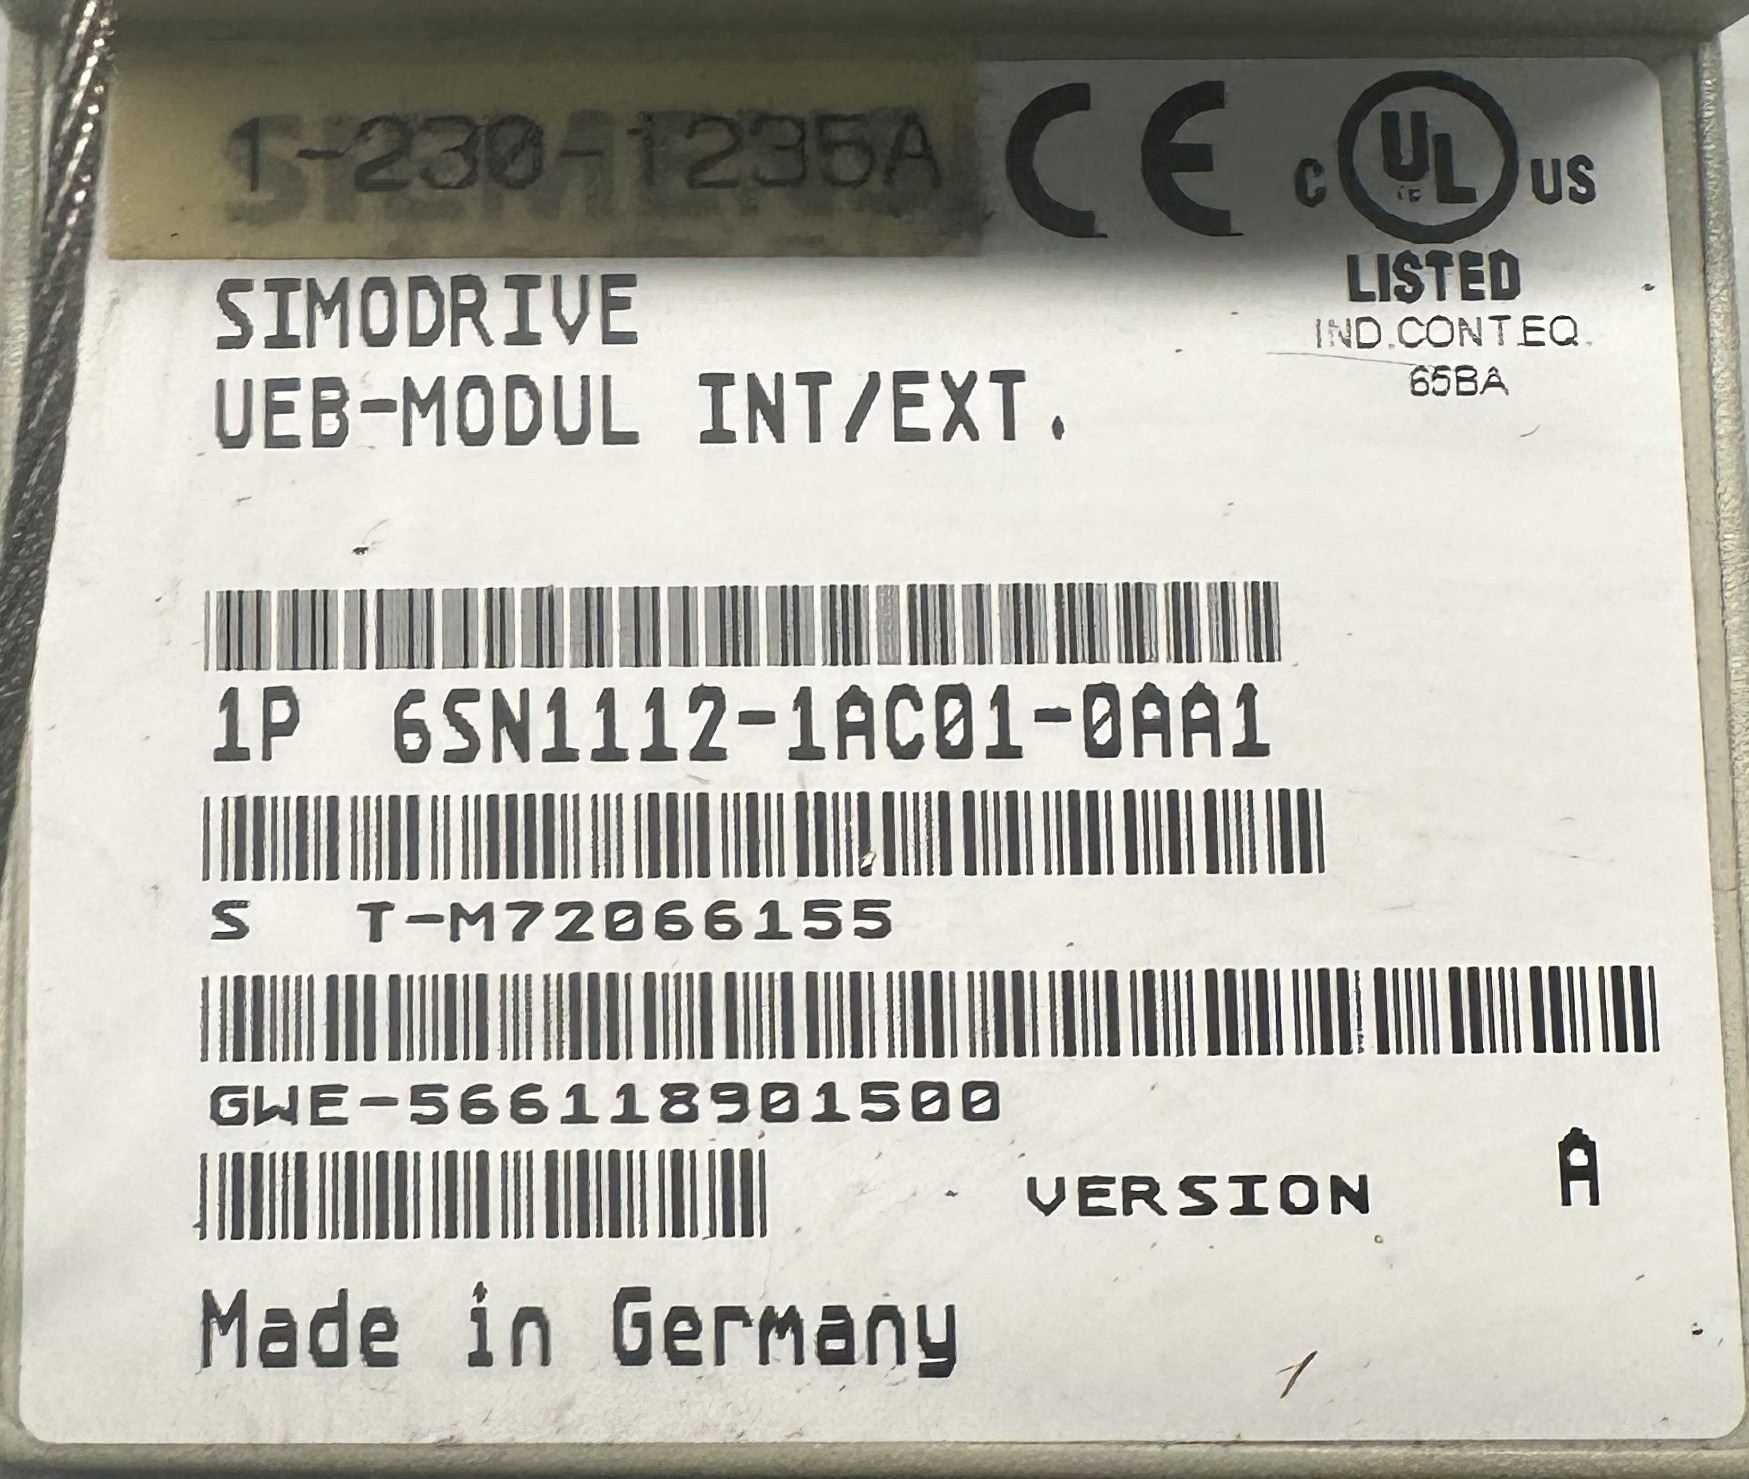 1-230-1235A
CE
C UL US
LISTED
IND.CONT.EQ.
65BA
SIMODRIVE
UEB-MODUL INT/EXT.
1P 6SN1112-1AC01-0AA1
S T-M72066155
GWE-566118901500
VERSION A
Made in Germany